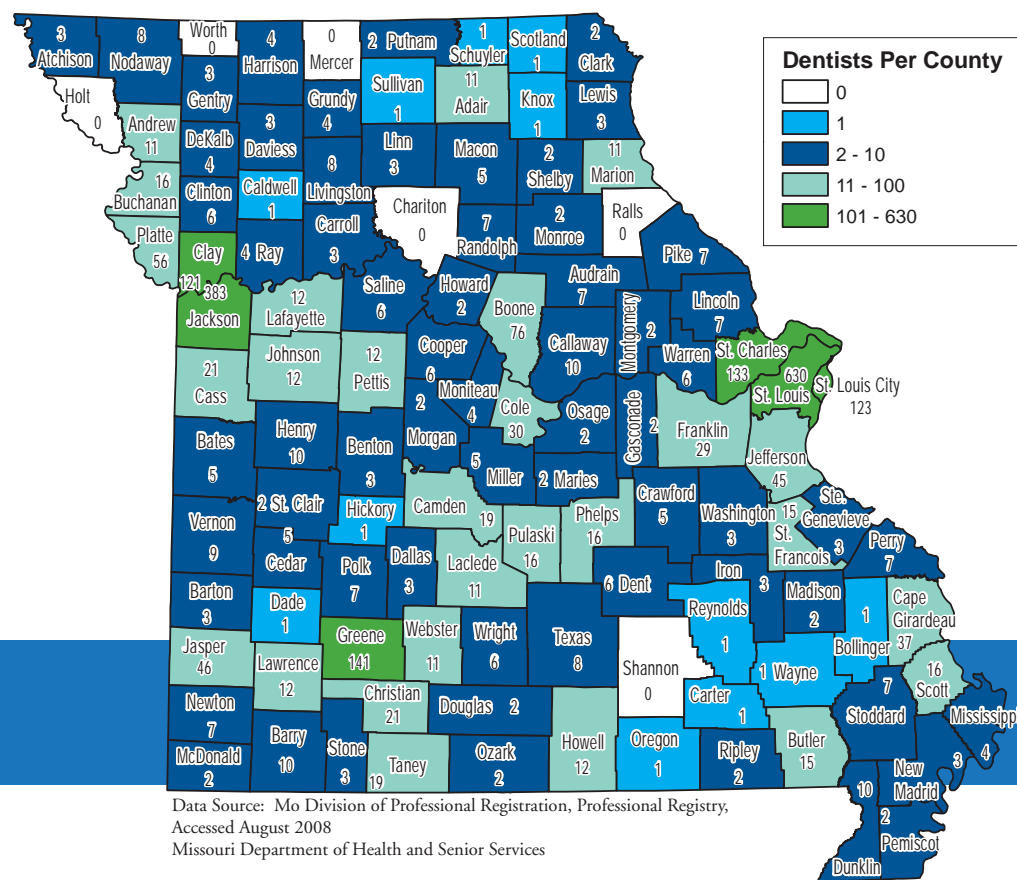 Dentists Per County
0
1
2 - 10
11 - 100
101 - 630
3
Atchison
8
Nodaway
Worth
0
4
Harrison
0
Mercer
2 Putnam
1
Schuyler
Scotland
1
2
Clark
Holt
0
3
Gentry
Grundy
4
Sullivan
1
11
Adair
Knox
1
Lewis
3
Andrew
11
DeKalb
4
3
Daviess
8
Livingston
Linn
3
Macon
5
2
Shelby
11
Marion
16
Buchanan
Clinton
6
Caldwell
1
Carroll
3
Chariton
0
7
Randolph
2
Monroe
Ralls
0
Platte
56
Clay
121
4 Ray
Pike 7
383
Jackson
12
Lafayette
Saline
6
Howard
2
Boone
76
Audrain
7
Montgomery
2
Lincoln
7
21
Cass
Johnson
12
12
Pettis
Cooper
6
Moniteau
4
Callaway
10
Warren
6
St. Charles
133
630
St. Louis
St. Louis City
123
2
Morgan
Cole
30
Osage
2
Gasconade
2
Franklin
29
Jefferson
45
Bates
5
Henry
10
Benton
3
5
Miller
2 Maries
Vernon
9
2 St. Clair
Hickory
1
Camden
19
Pulaski
16
Phelps
16
Crawford
5
Washington
3
15
St.
Francois
Ste.
Genevieve
3
Perry
7
5
Cedar
Polk
7
Dallas
3
Laclede
11
6 Dent
Iron
3
Madison
2
Barton
3
Dade
1
Reynolds
1
1
Bollinger
Cape
Girardeau
37
Jasper
46
Lawrence
12
Greene
141
Webster
11
Wright
6
Texas
8
Shannon
0
1 Wayne
16
Scott
Newton
7
Christian
21
Douglas 2
Carter
1
7
Stoddard
Mississippi
4
McDonald
2
Barry
10
Stone
3
Taney
19
Ozark
2
Howell
12
Oregon
1
Ripley
2
Butler
15
3
New
Madrid
10
Dunklin
2
Pemiscot
Data Source: Mo Division of Professional Registration, Professional Registry,
Accessed August 2008
Missouri Department of Health and Senior Services